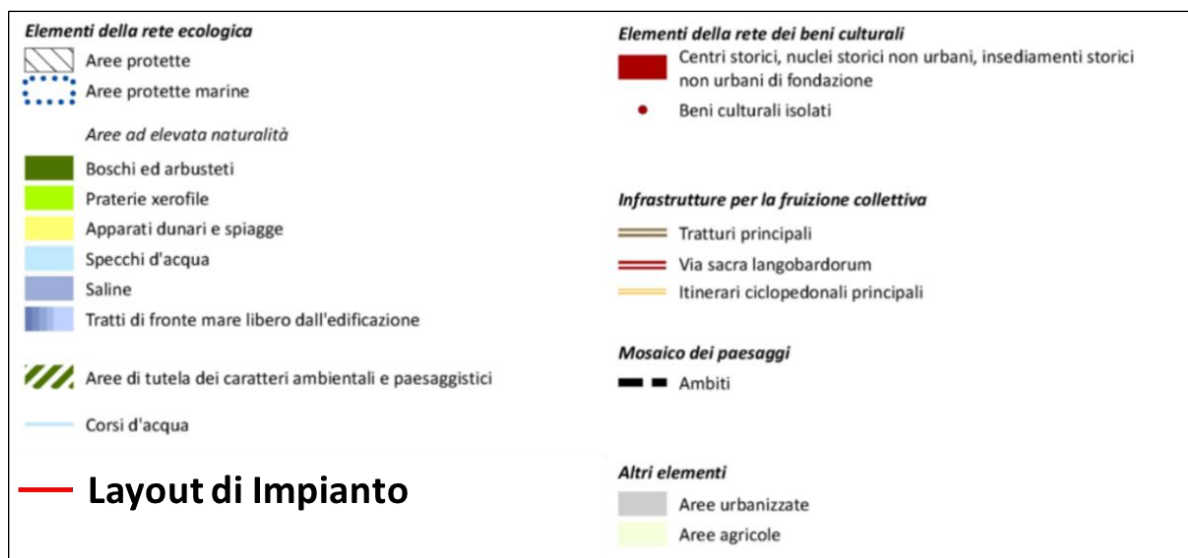 Elementi della rete ecologica
Aree protette
Aree protette marine
Aree ad elevata naturalità
Boschi ed arbusteti
Praterie xerofile
Apparati dunari e spiagge
Specchi d'acqua
Saline
Tratti di fronte mare libero dall'edificazione
Aree di tutela dei caratteri ambientali e paesaggistici
Corsi d'acqua
Layout di Impianto
Elementi della rete dei beni culturali
Centri storici, nuclei storici non urbani, insediamenti storici
non urbani di fondazione
Beni culturali isolati
Infrastrutture per la fruizione collettiva
Tratturi principali
Via sacra langobardorum
Itinerari ciclopedonali principali
Mosaico dei paesaggi
Ambiti
Altri elementi
Aree urbanizzate
Aree agricole